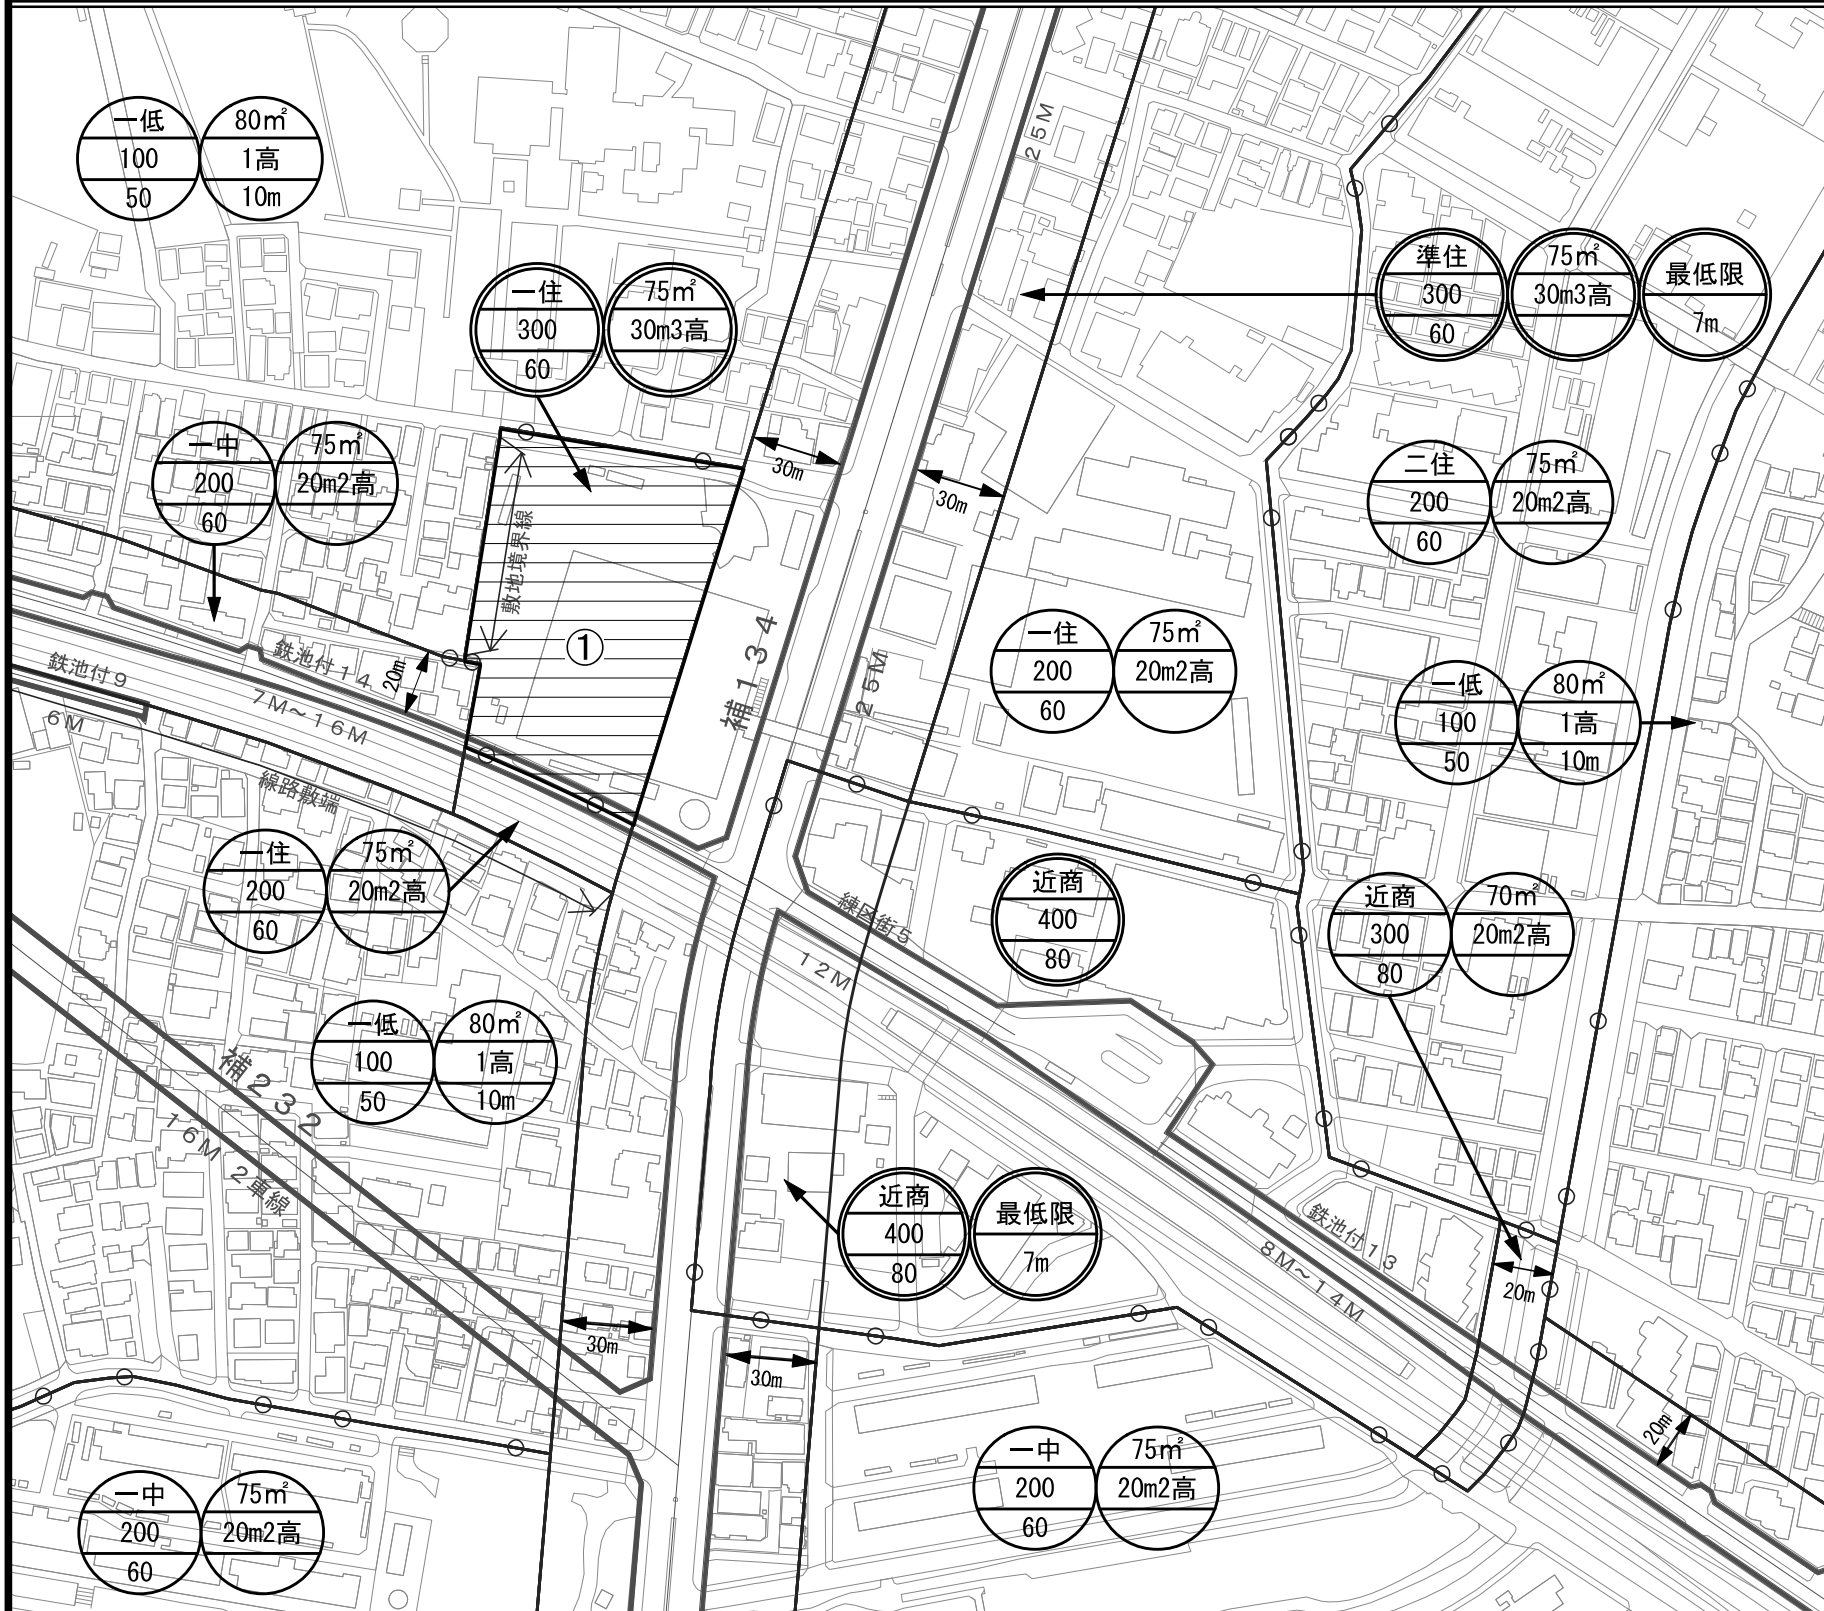 一低
100
50
80㎡
1高
10m
25M
一住
300
60
75㎡
30m3高
準住
300
60
75㎡
30m3高
最低限
7m
一中
200
60
75㎡
20m2高
30m
30m
二住
200
60
75㎡
20m2高
敷地境界線
①
補134
25M
一住
200
60
75㎡
20m2高
鉄池付14
20m
鉄池付9
7M～16M
6M
線路敷端
一低
100
50
80㎡
1高
10m
一住
200
60
75㎡
20m2高
近商
400
80
近商
300
80
70㎡
20m2高
練区街5
12M
一低
100
50
80㎡
1高
10m
補232
16M 2車線
近商
400
80
最低限
7m
鉄池付13
8M～14M
20m
30m
30m
20m
一中
200
60
75㎡
20m2高
一中
200
60
75㎡
20m2高